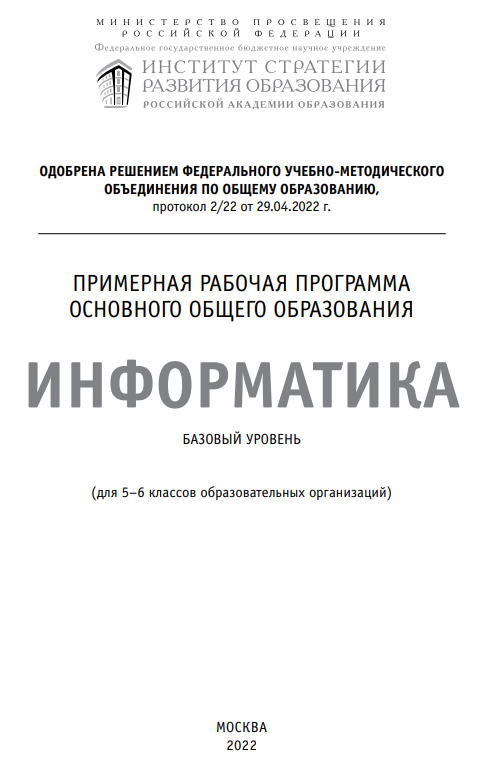 МИНИСТЕРСТВО ПРОСВЕЩЕНИЯ
РОССИЙСКОЙ ФЕДЕРАЦИИ
Федеральное государственное бюджетное научное учреждение
ИНСТИТУТ СТРАТЕГИИ
РАЗВИТИЯ ОБРАЗОВАНИЯ
РОССИЙСКОЙ АКАДЕМИИ ОБРАЗОВАНИЯ
ОДОБРЕНА РЕШЕНИЕМ ФЕДЕРАЛЬНОГО УЧЕБНО-МЕТОДИЧЕСКОГО
ОБЪЕДИНЕНИЯ ПО ОБЩЕМУ ОБРАЗОВАНИЮ,
протокол 2/22 от 29.04.2022 г.
ПРИМЕРНАЯ РАБОЧАЯ ПРОГРАММА
ОСНОВНОГО ОБЩЕГО ОБРАЗОВАНИЯ
ИНФОРМАТИКА
БАЗОВЫЙ УРОВЕНЬ
(для 5–6 классов образовательных организаций)
МОСКВА
2022